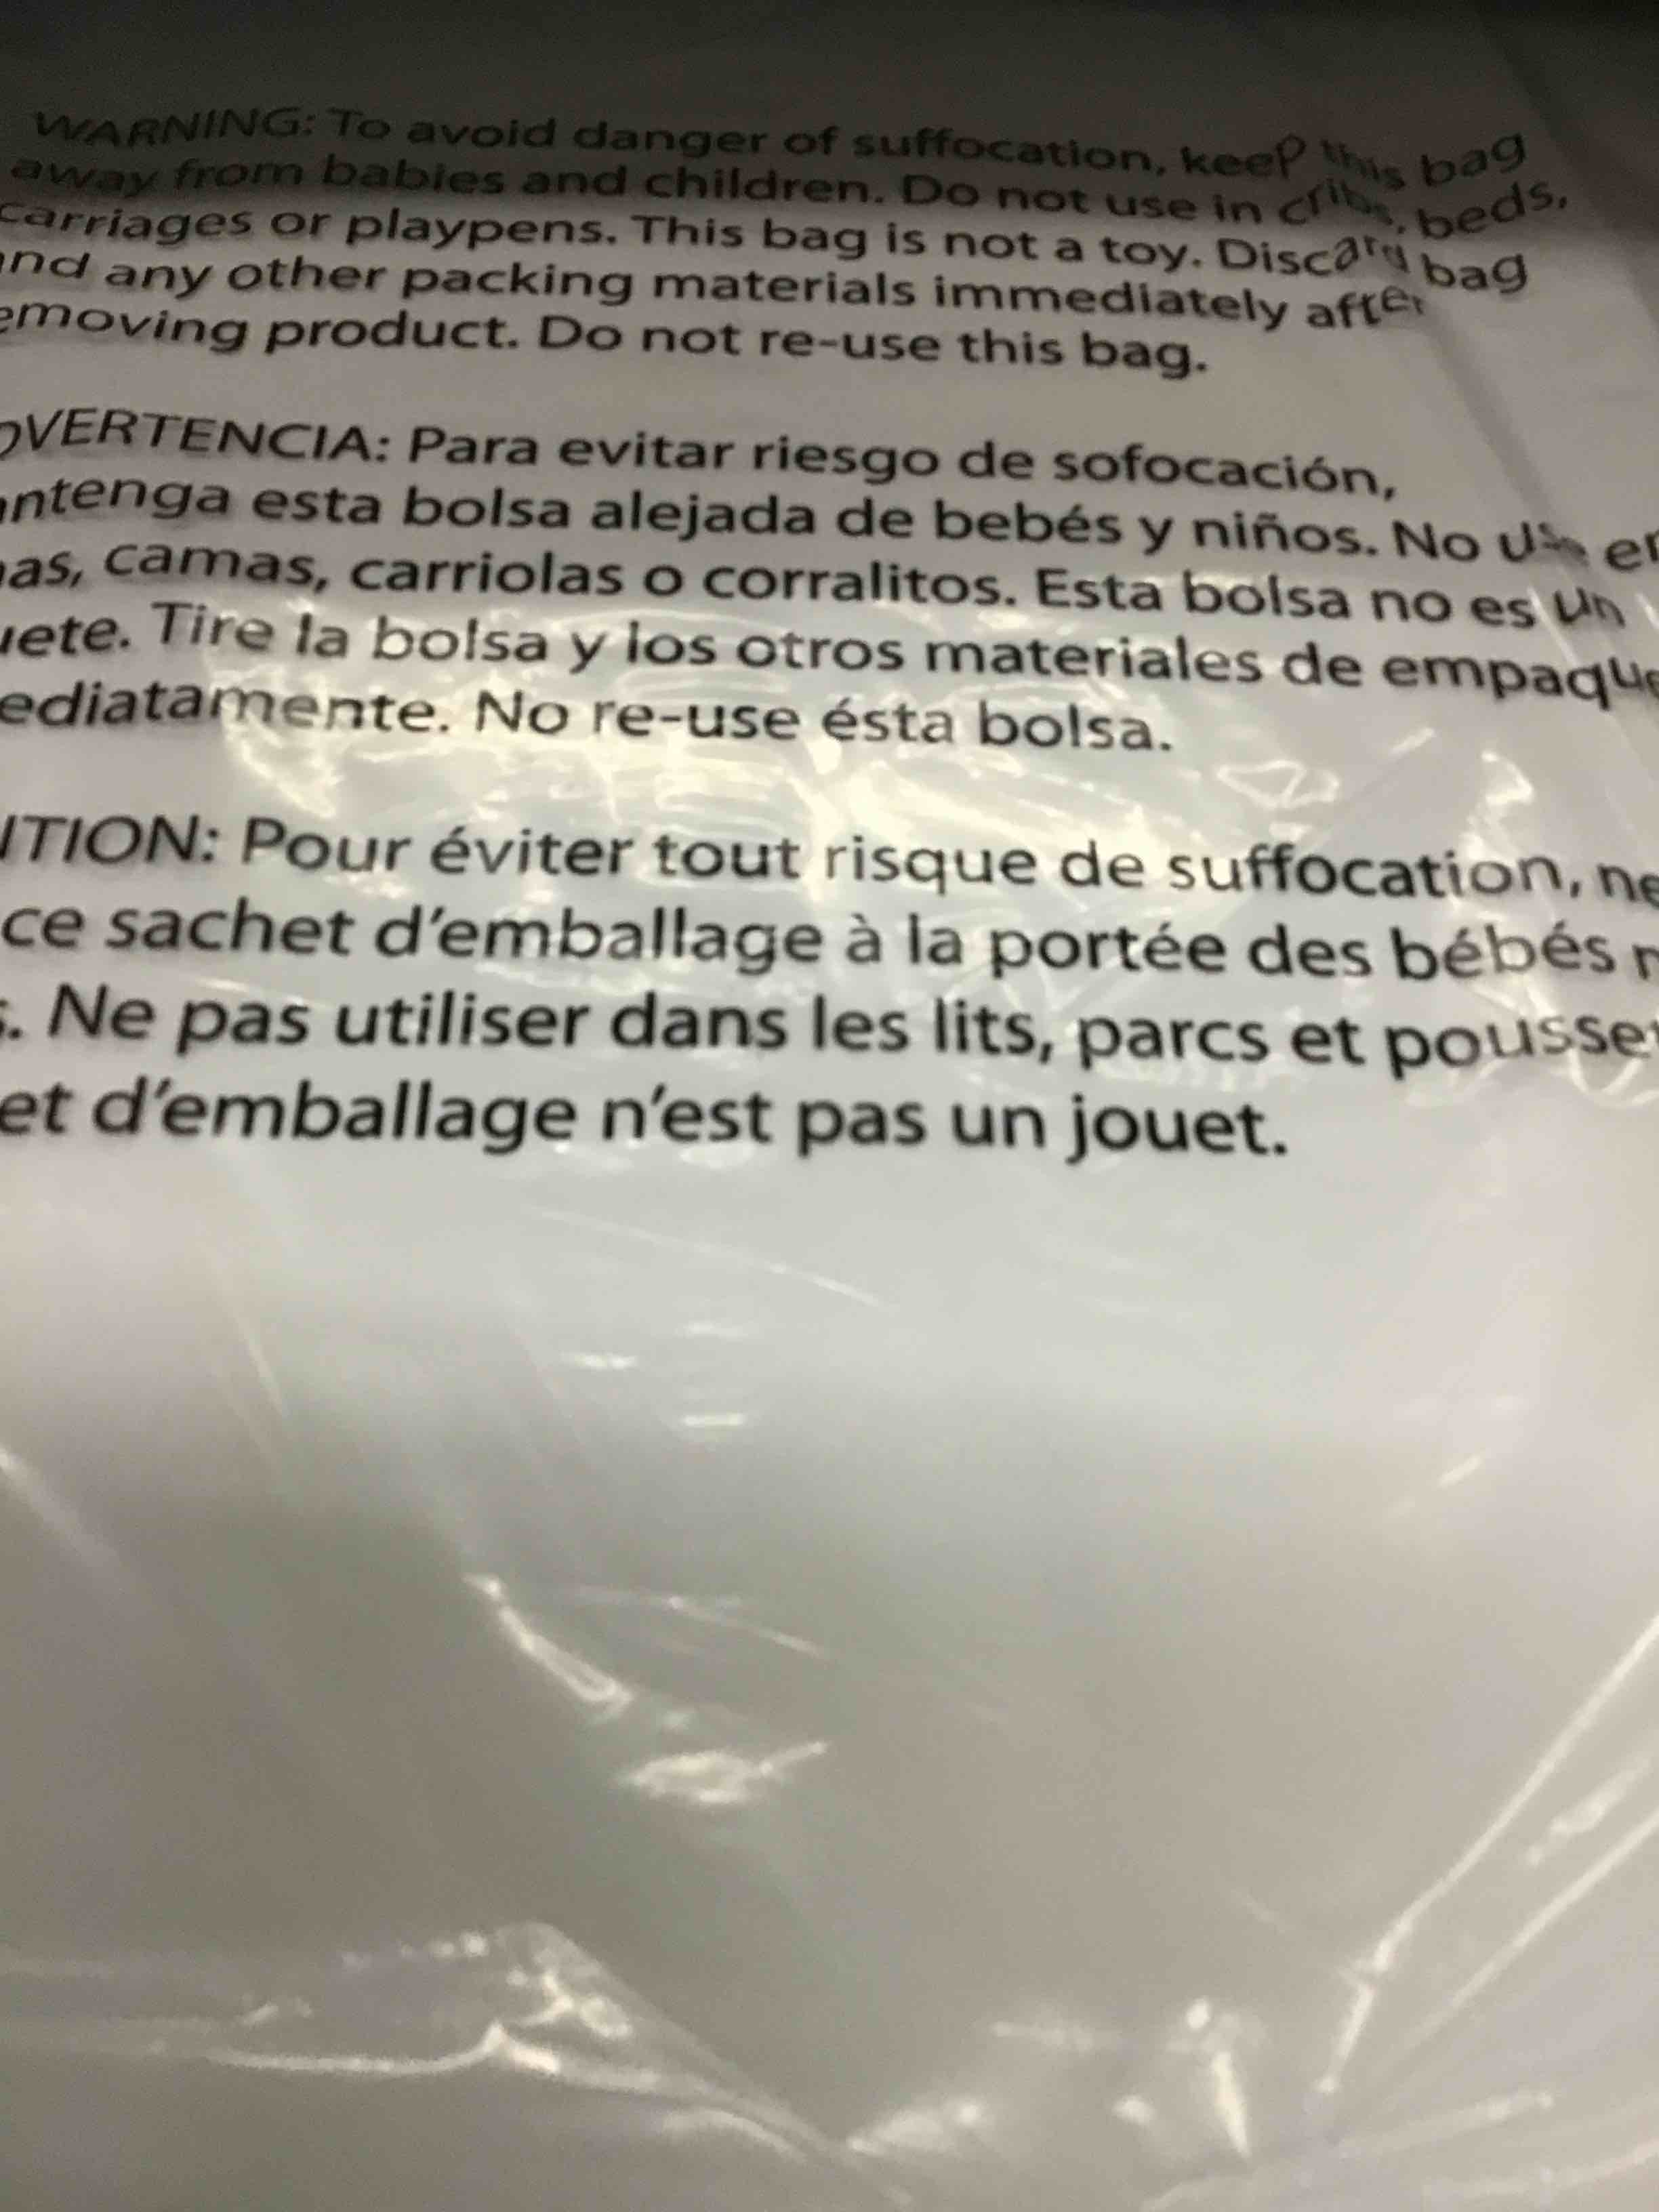 WARNING: To avoid danger of suffocation, keep this bag
away from babies and children. Do not use in cribs, beds,
carriages or playpens. This bag is not a toy. Discard bag
and any other packing materials immediately after
emoving product. Do not re-use this bag.
DVERTENCIA: Para evitar riesgo de sofocación,
antenga esta bolsa alejada de bebés y niños. No use en
nas, camas, carriolas o corralitos. Esta bolsa no es un
uete. Tire la bolsa y los otros materiales de empaque
ediatamente. No re-use ésta bolsa.
UTION: Pour éviter tout risque de suffocation, ne
ce sachet d'emballage à la portée des bébés n
s. Ne pas utiliser dans les lits, parcs et pousse
et d'emballage n'est pas un jouet.